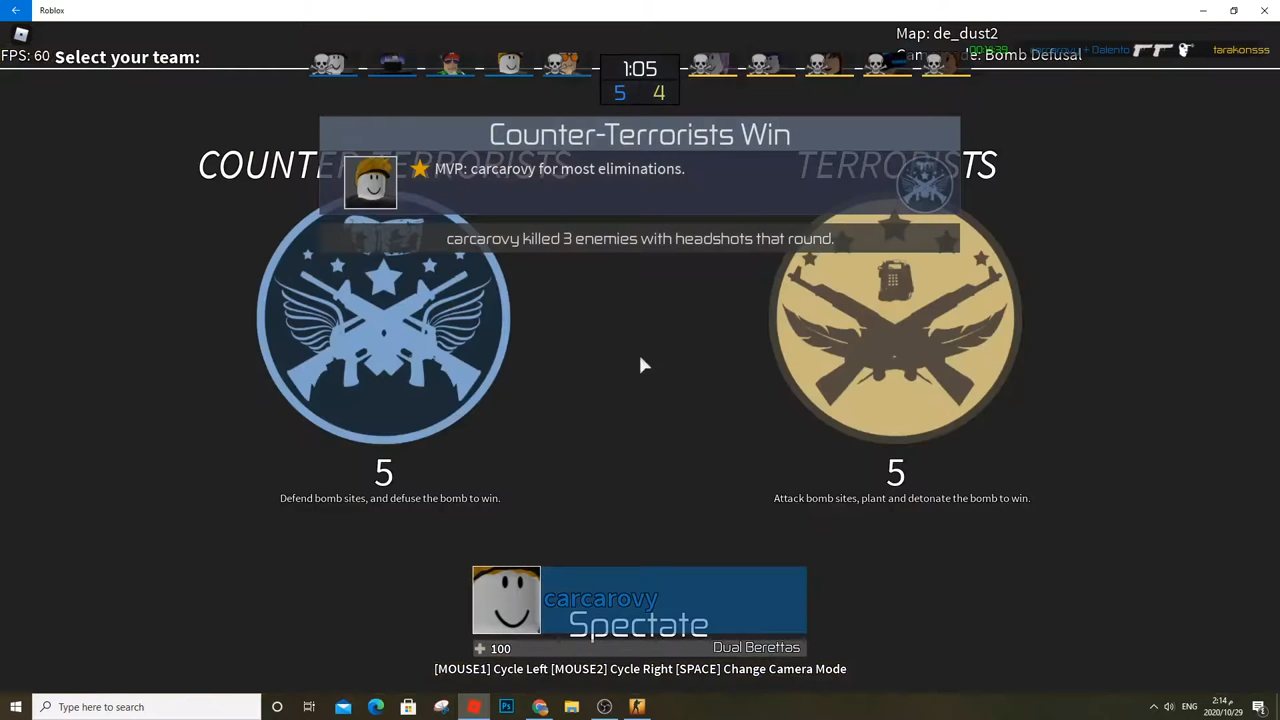 Roblox
FPS: 60 Select your team:
Map: de_dust2
Bomb Defusal
tarakonsss
1:05
5 4
Counter-Terrorists Win
COUNTER TERRORISTS
TERRORISTS
MVP: carcarovy for most eliminations.
carcarovy killed 3 enemies with headshots that round.
5
5
Defend bomb sites, and defuse the bomb to win.
Attack bomb sites, plant and detonate the bomb to win.
carcarovy
Spectate
100
Dual Berettas
[MOUSE1] Cycle Left [MOUSE2] Cycle Right [SPACE] Change Camera Mode
Type here to search
ENG
2:14 م
2020/10/29